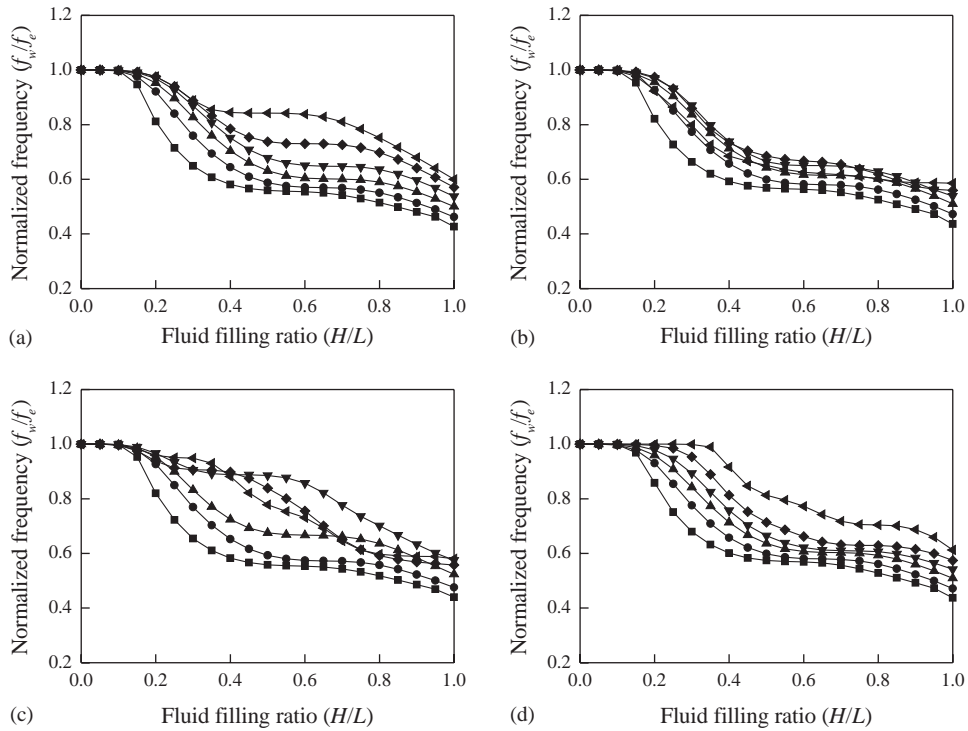 1.2
1.0
0.8
0.6
0.4
0.2
Normalized frequency (f_w/f_e)
0.0 0.2 0.4 0.6 0.8 1.0
(a) Fluid filling ratio (H/L)
1.2
1.0
0.8
0.6
0.4
0.2
Normalized frequency (f_w/f_e)
0.0 0.2 0.4 0.6 0.8 1.0
(b) Fluid filling ratio (H/L)
1.2
1.0
0.8
0.6
0.4
0.2
Normalized frequency (f_w/f_e)
0.0 0.2 0.4 0.6 0.8 1.0
(c) Fluid filling ratio (H/L)
1.2
1.0
0.8
0.6
0.4
0.2
Normalized frequency (f_w/f_e)
0.0 0.2 0.4 0.6 0.8 1.0
(d) Fluid filling ratio (H/L)